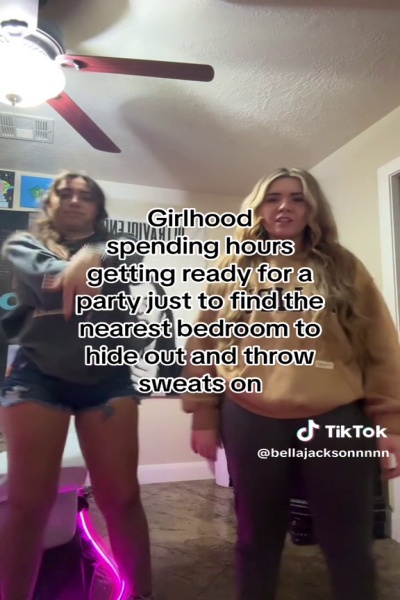 Girlhood
spending hours
getting ready for a
party just to find the
nearest bedroom to
hide out and throw
sweats on
TikTok
@bellajacksonnnnn